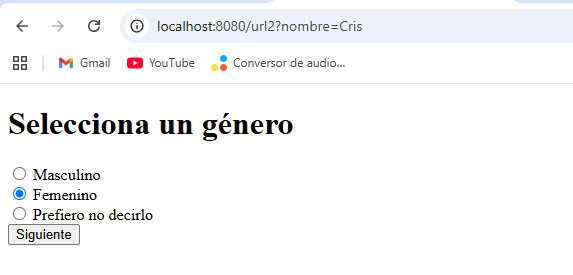 localhost:8080/url2?nombre=Cris
Gmail YouTube Conversor de audio...
Selecciona un género
Masculino
Femenino
Prefiero no decirlo
Siguiente